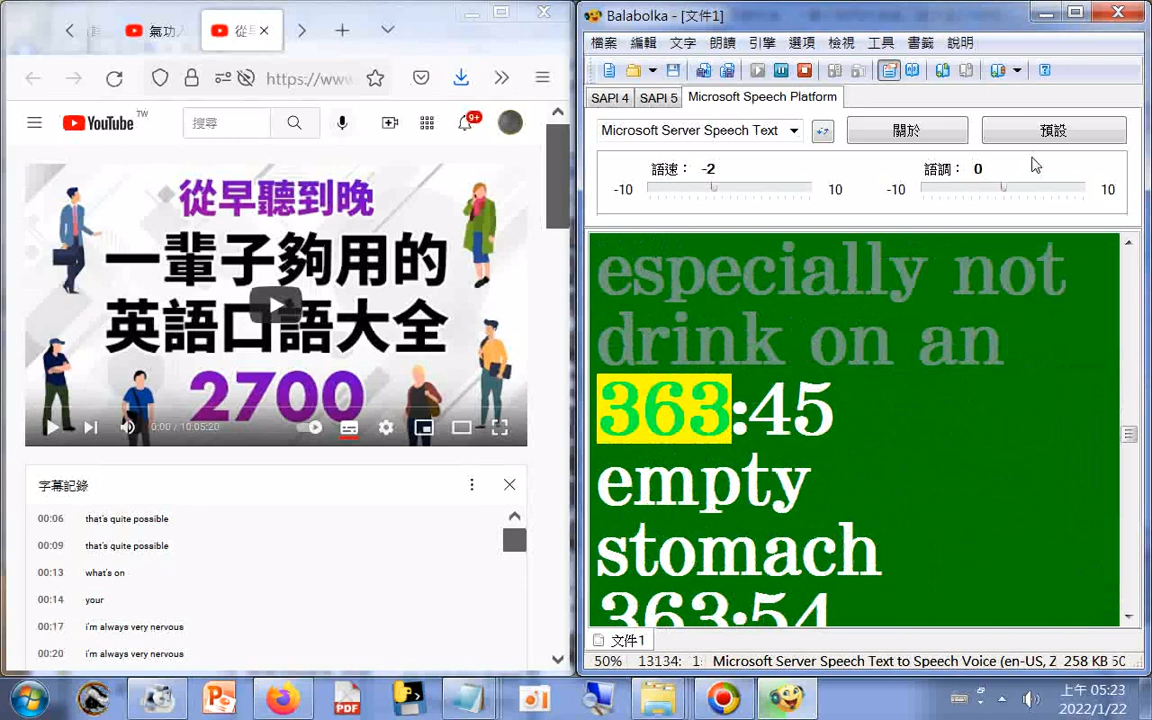 氣功
從
https://www
YouTube TW
搜尋
9+
從早聽到晚
一輩子夠用的
英語口語大全
2700
0:00 / 10:05:20
字幕記錄
00:06 that's quite possible
00:09 that's quite possible
00:13 what's on
00:14 your
00:17 i'm always very nervous
00:20 i'm always very nervous
Balabolka - [文件1]
檔案 編輯 文字 朗讀 引擎 選項 檢視 工具 書籤 說明
SAPI 4 SAPI 5 Microsoft Speech Platform
Microsoft Server Speech Text
關於
預設
語速： -2
-10 10
語調： 0
-10 10
especially not
drink on an
363:45
empty
stomach
363:54
文件1
50% 13134: 1: Microsoft Server Speech Text to Speech Voice (en-US, Z 258 KB
上午 05:23
2022/1/22